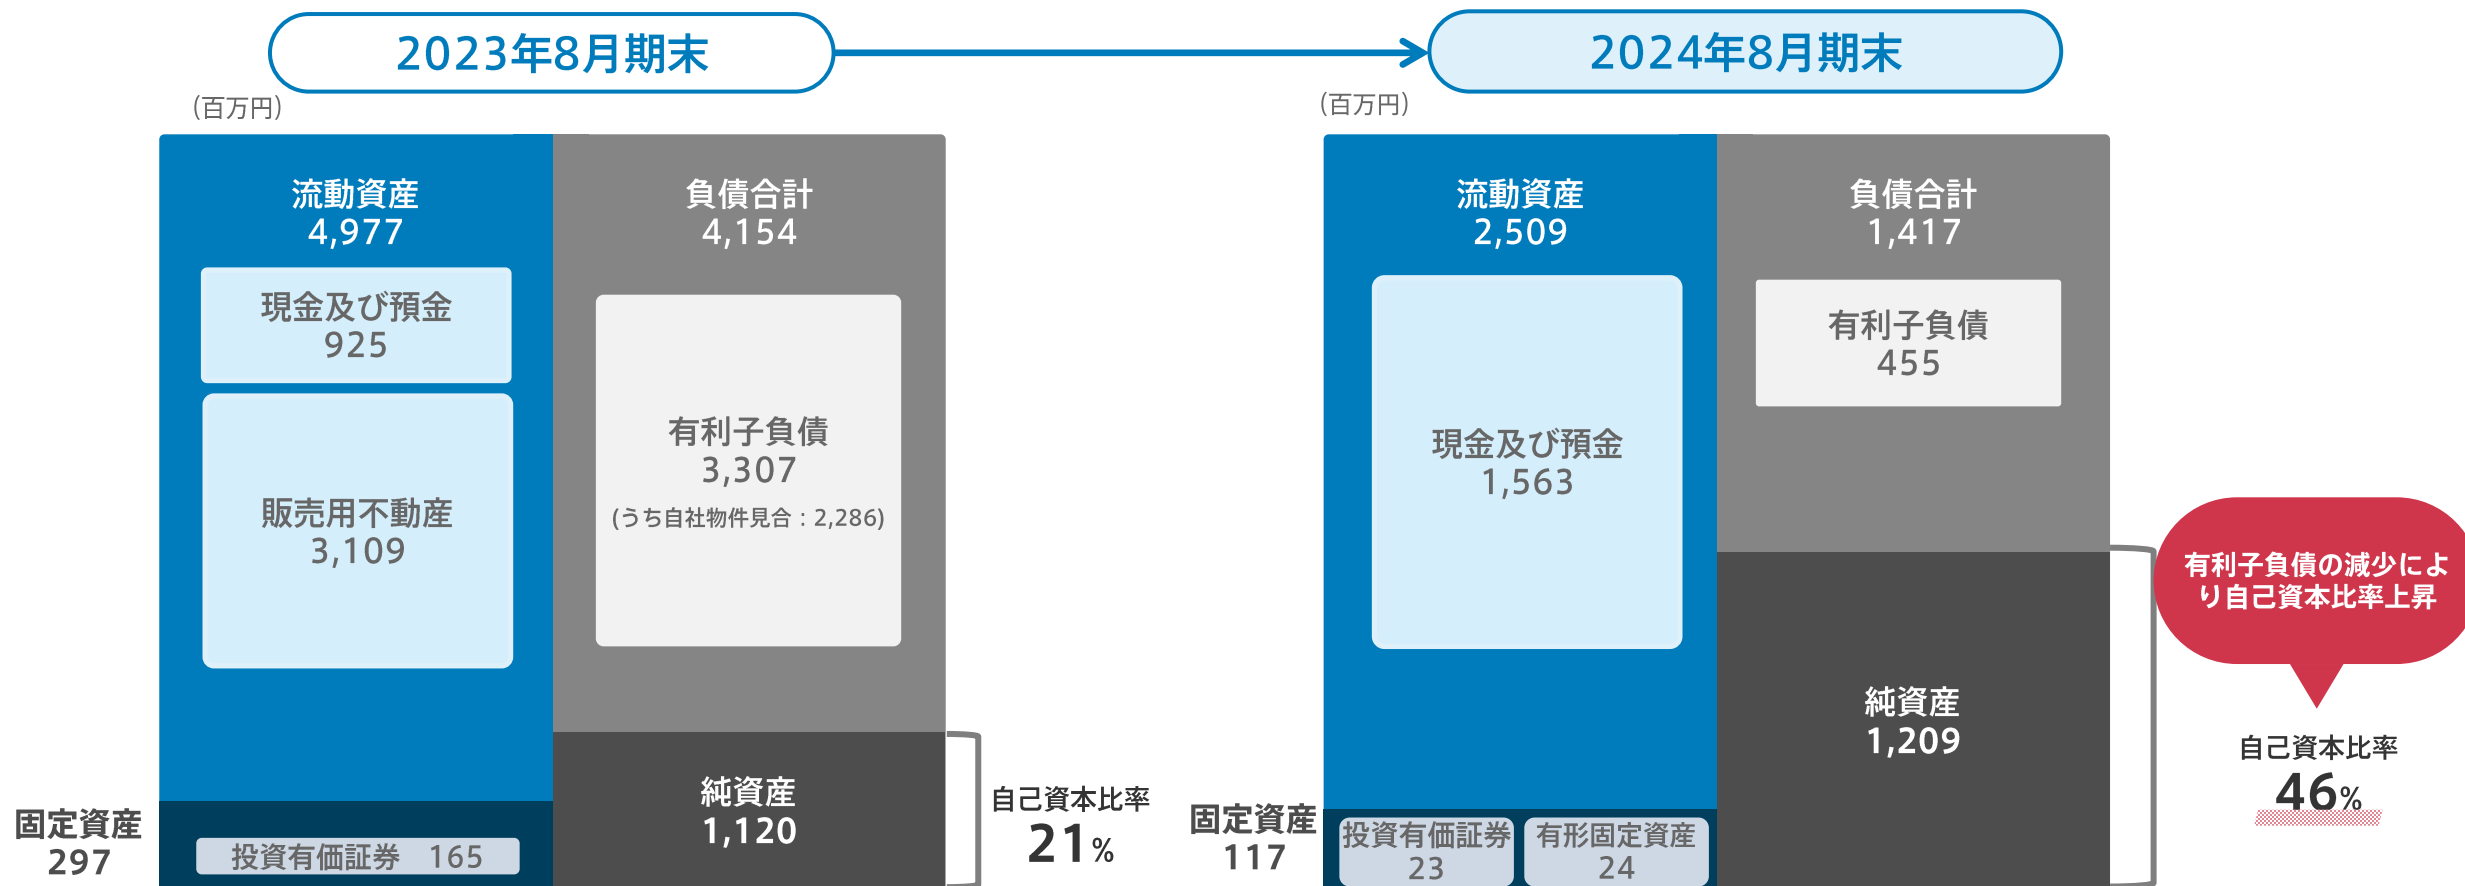 2023年8月期末
2024年8月期末
(百万円)
流動資産
4,977
現金及び預金
925
販売用不動産
3,109
固定資産
297
投資有価証券 165
負債合計
4,154
有利子負債
3,307
(うち自社物件見合：2,286)
純資産
1,120
自己資本比率
21%
(百万円)
流動資産
2,509
現金及び預金
1,563
固定資産
117
投資有価証券
23
有形固定資産
24
負債合計
1,417
有利子負債
455
純資産
1,209
有利子負債の減少によ
り自己資本比率上昇
自己資本比率
46%